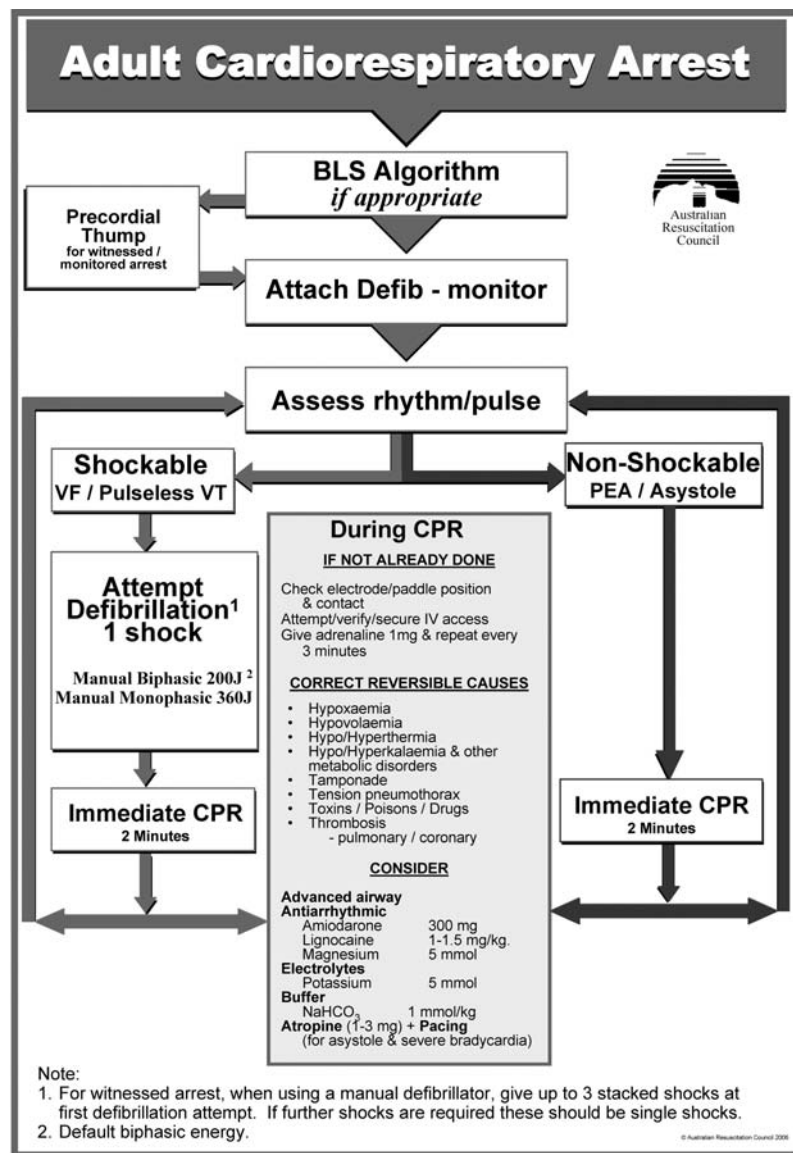 Adult Cardiorespiratory Arrest
BLS Algorithm
if appropriate
Australian
Resuscitation
Council
Precordial
Thump
for witnessed /
monitored arrest
Attach Defib - monitor
Assess rhythm/pulse
Shockable
VF / Pulseless VT
Non-Shockable
PEA / Asystole
Attempt
Defibrillation¹
1 shock
Manual Biphasic 200J ²
Manual Monophasic 360J
Immediate CPR
2 Minutes
During CPR
IF NOT ALREADY DONE
Check electrode/paddle position
& contact
Attempt/verify/secure IV access
Give adrenaline 1mg & repeat every
3 minutes
CORRECT REVERSIBLE CAUSES
• Hypoxaemia
• Hypovolaemia
• Hypo/Hyperthermia
• Hypo/Hyperkalaemia & other
metabolic disorders
• Tamponade
• Tension pneumothorax
• Toxins / Poisons / Drugs
• Thrombosis
- pulmonary / coronary
CONSIDER
Advanced airway
Antiarrhythmic
Amiodarone 300 mg
Lignocaine 1-1.5 mg/kg.
Magnesium 5 mmol
Electrolytes
Potassium 5 mmol
Buffer
NaHCO₃ 1 mmol/kg
Atropine (1-3 mg) + Pacing
(for asystole & severe bradycardia)
Immediate CPR
2 Minutes
Note:
1. For witnessed arrest, when using a manual defibrillator, give up to 3 stacked shocks at
first defibrillation attempt. If further shocks are required these should be single shocks.
2. Default biphasic energy.
© Australian Resuscitation Council 2006